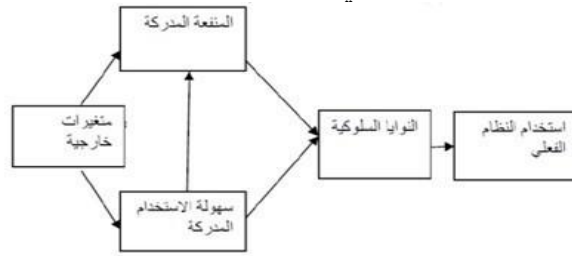 المنفعة المدركة
متغيرات
خارجية
النوايا السلوكية
استخدام النظام
الفعلي
سهولة الاستخدام
المدركة